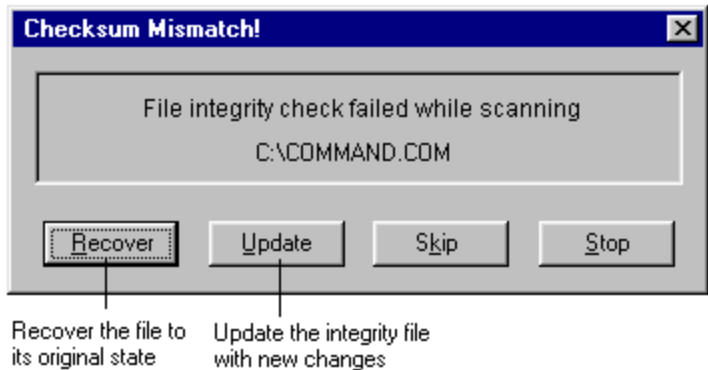 Checksum Mismatch!
File integrity check failed while scanning
C:\COMMAND.COM
Recover
Update
Skip
Stop
Recover the file to
its original state
Update the integrity file
with new changes